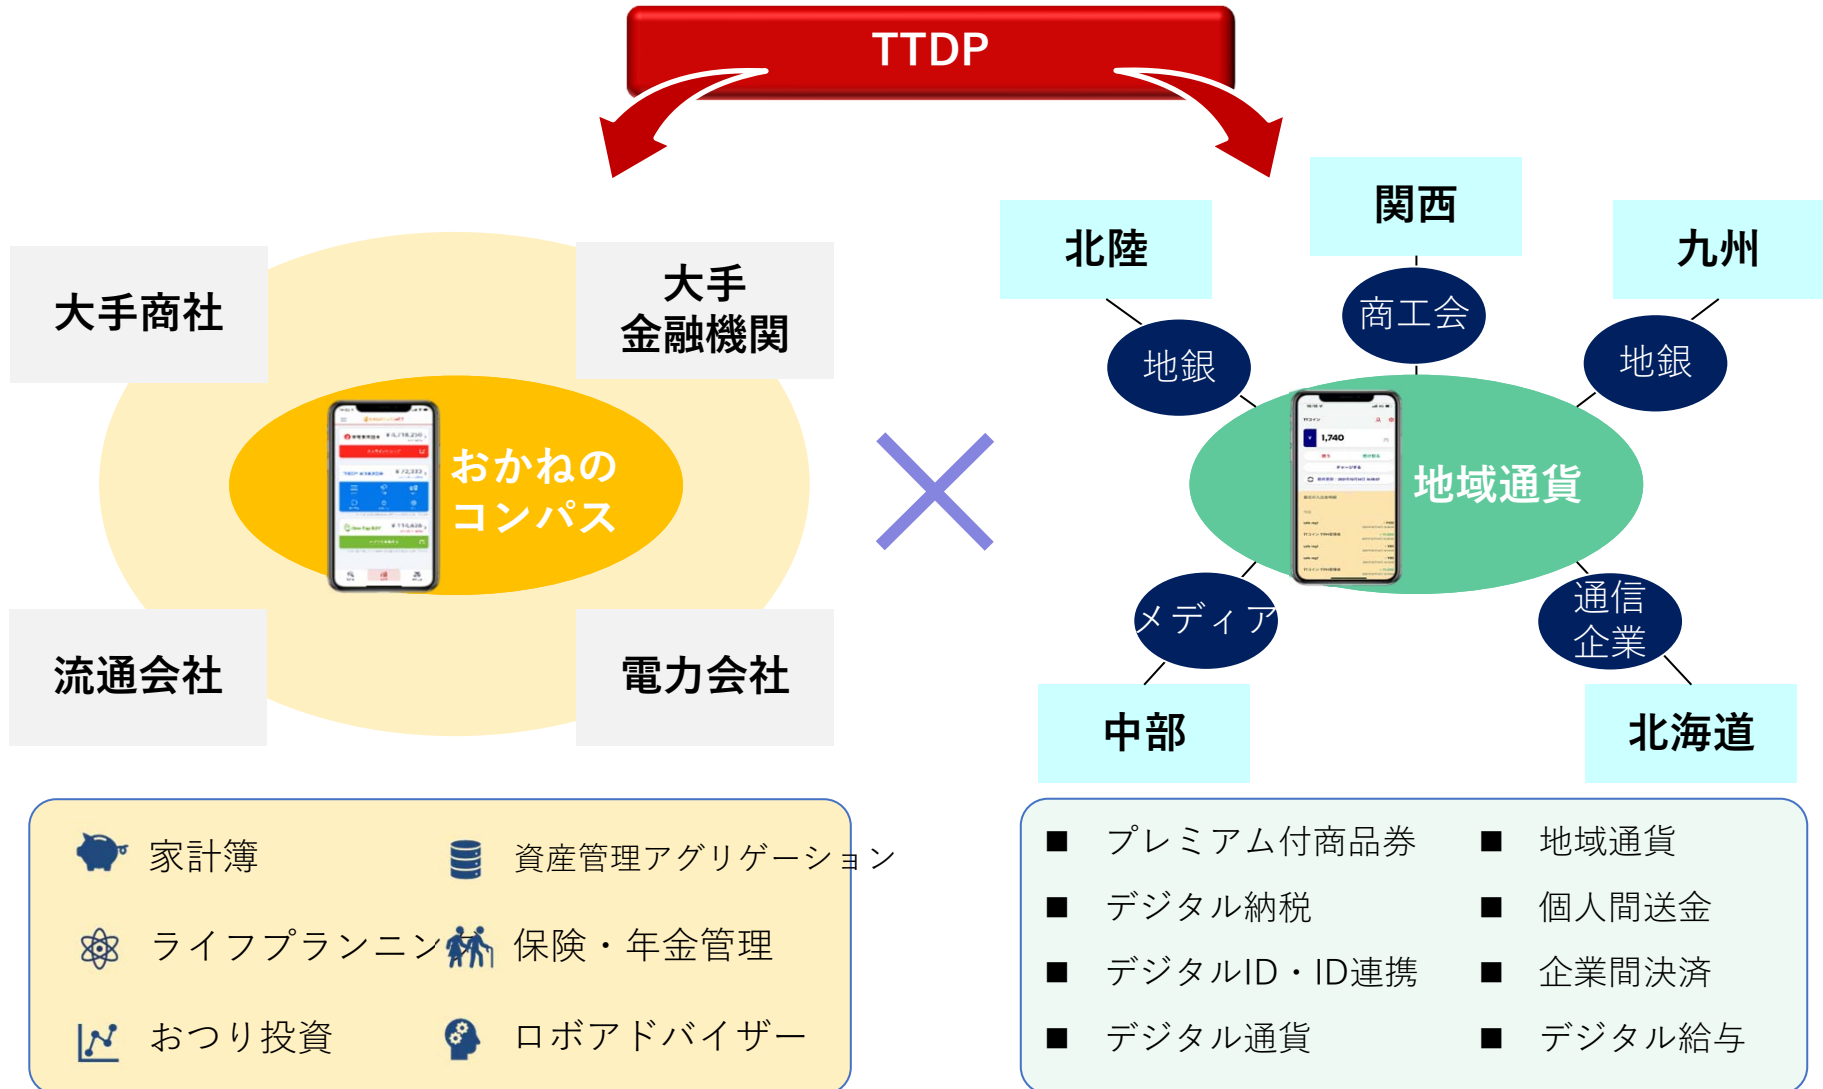 TTDP
大手商社
大手
金融機関
おかねの
コンパス
流通会社
電力会社
北陸
関西
九州
地銀
商工会
地銀
1,740
地域通貨
メディア
通信
企業
中部
北海道
家計簿
資産管理アグリゲーション
ライフプランニン
保険・年金管理
おつり投資
ロボアドバイザー
■ プレミアム付商品券
■ 地域通貨
■ デジタル納税
■ 個人間送金
■ デジタルID・ID連携
■ 企業間決済
■ デジタル通貨
■ デジタル給与